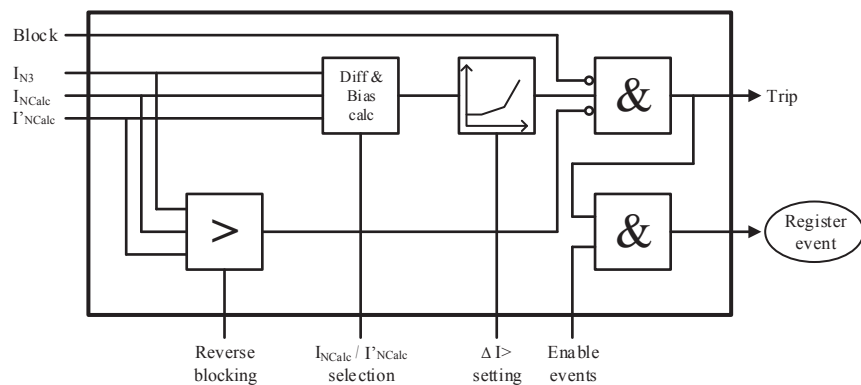 Block
I_N3
I_NCalc
I'_NCalc
Diff &
Bias
calc
&
Trip
>
&
Register
event
Reverse
blocking
I_NCalc / I'_NCalc
selection
Δ I>
setting
Enable
events